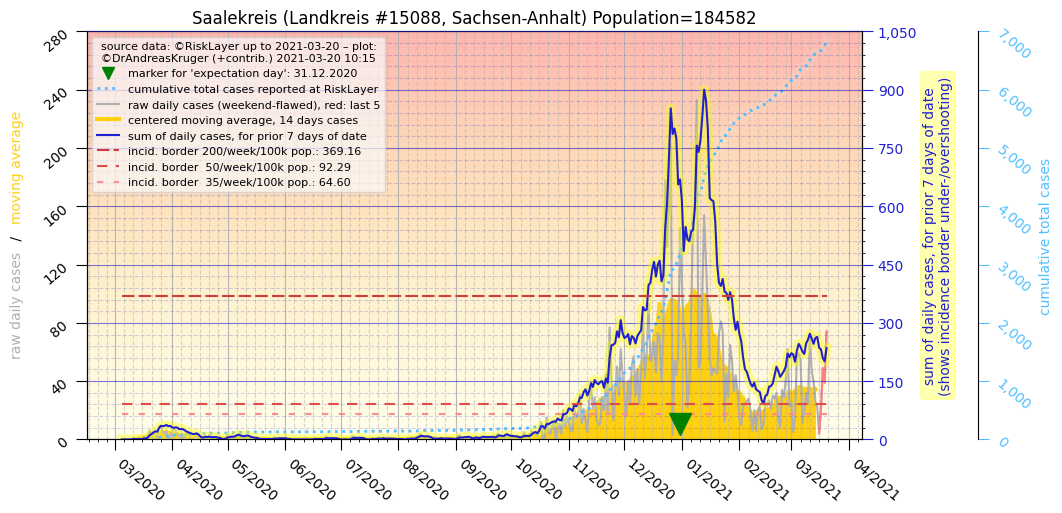 Saalekreis (Landkreis #15088, Sachsen-Anhalt) Population=184582
source data: ©RiskLayer up to 2021-03-20 – plot:
©DrAndreasKruger (+contrib.) 2021-03-20 10:15
marker for 'expectation day': 31.12.2020
cumulative total cases reported at RiskLayer
raw daily cases (weekend-flawed), red: last 5
centered moving average, 14 days cases
sum of daily cases, for prior 7 days of date
incid. border 200/week/100k pop.: 369.16
incid. border  50/week/100k pop.: 92.29
incid. border  35/week/100k pop.: 64.60
raw daily cases / moving average
280
240
200
160
120
80
40
0
03/2020
04/2020
05/2020
06/2020
07/2020
08/2020
09/2020
10/2020
11/2020
12/2020
01/2021
02/2021
03/2021
04/2021
1,050
900
750
600
450
300
150
0
sum of daily cases, for prior 7 days of date
(shows incidence border under-/overshooting)
7,000
6,000
5,000
4,000
3,000
2,000
1,000
0
cumulative total cases